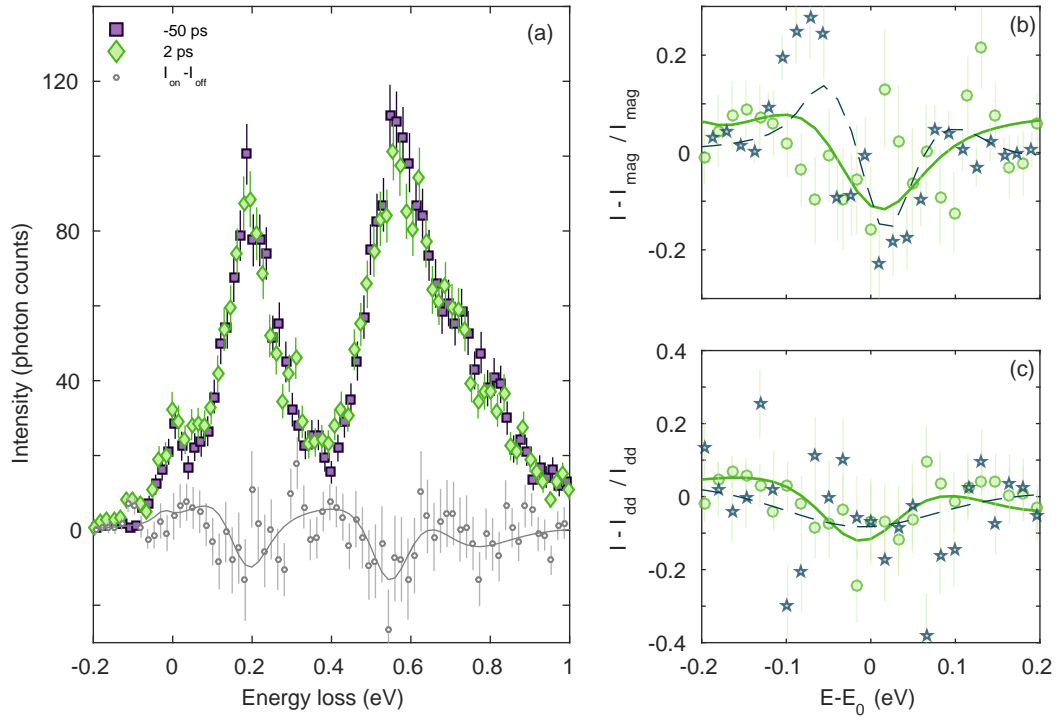 (a)
-50 ps
2 ps
I_on -I_off
120
80
40
0
Intensity (photon counts)
-0.2 0 0.2 0.4 0.6 0.8 1
Energy loss (eV)
(b)
0.2
0
-0.2
I - I_mag / I_mag
(c)
0.4
0.2
0
-0.2
-0.4
I - I_dd / I_dd
-0.2 -0.1 0 0.1 0.2
E-E_0 (eV)